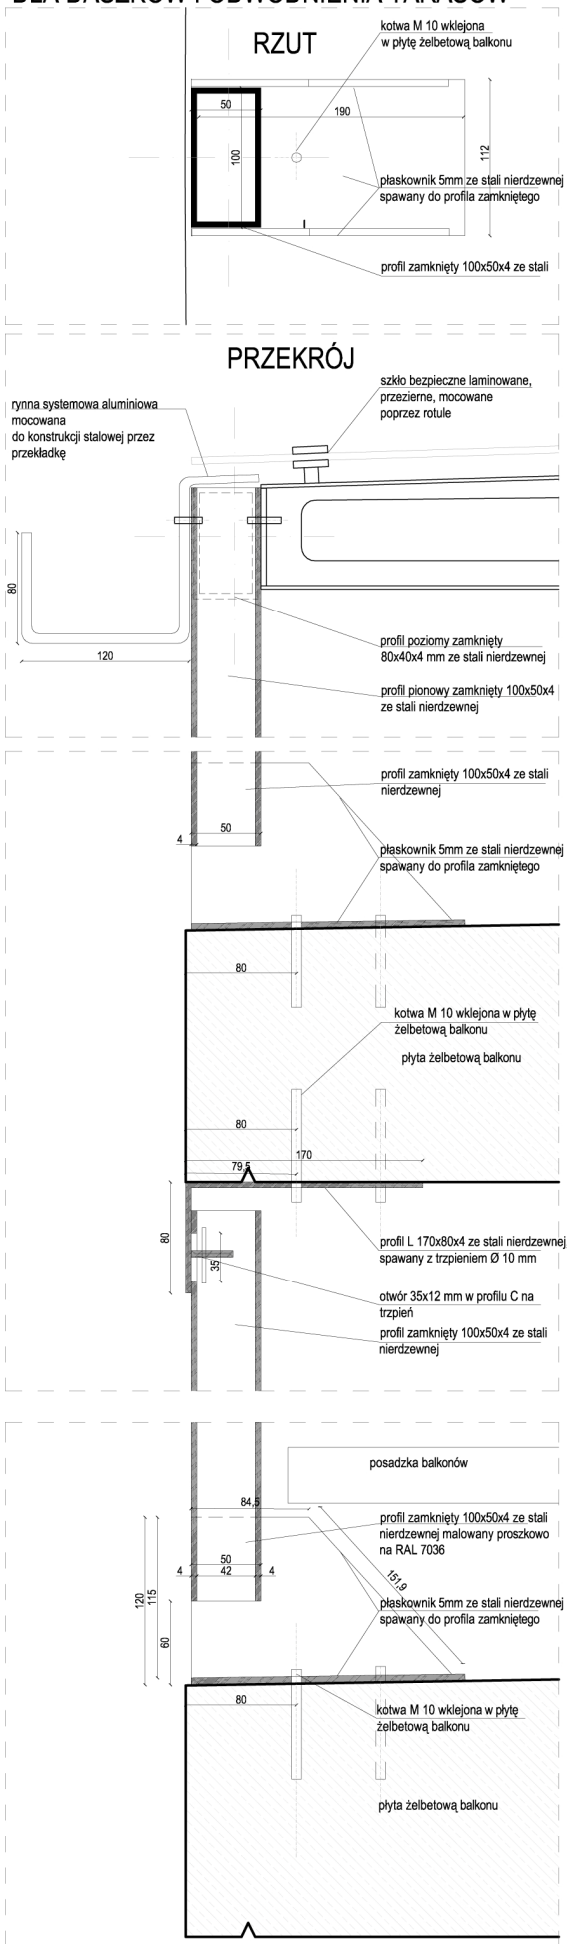 DLA DASZKÓW I ODWODNIENIA TARASÓW
RZUT
kotwa M 10 wklejona
w płytę żelbetową balkonu
50
190
100
112
płaskownik 5mm ze stali nierdzewnej
spawany do profila zamkniętego
profil zamknięty 100x50x4 ze stali
PRZEKRÓJ
szkło bezpieczne laminowane,
przezierne, mocowane
poprzez rotule
rynna systemowa aluminiowa
mocowana
do konstrukcji stalowej przez
przekładkę
80
120
profil poziomy zamknięty
80x40x4 mm ze stali nierdzewnej
profil pionowy zamknięty 100x50x4
ze stali nierdzewnej
profil zamknięty 100x50x4 ze stali
nierdzewnej
50
4
płaskownik 5mm ze stali nierdzewnej
spawany do profila zamkniętego
80
kotwa M 10 wklejona w płytę
żelbetową balkonu
płyta żelbetową balkonu
80
170
79,5
80
35
profil L 170x80x4 ze stali nierdzewnej
spawany z trzpieniem Ø 10 mm
otwór 35x12 mm w profilu C na
trzpień
profil zamknięty 100x50x4 ze stali
nierdzewnej
posadzka balkonów
84,5
profil zamknięty 100x50x4 ze stali
nierdzewnej malowany proszkowo
na RAL 7036
50
4
42
4
151,9
120
115
60
płaskownik 5mm ze stali nierdzewnej
spawany do profila zamkniętego
80
kotwa M 10 wklejona w płytę
żelbetową balkonu
płyta żelbetową balkonu